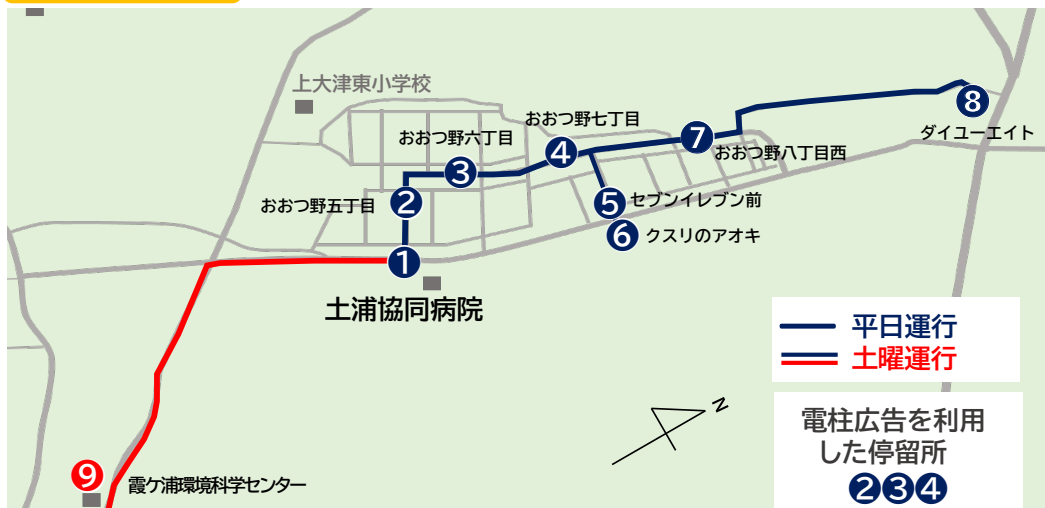 上大津東小学校
おおつ野七丁目
おおつ野六丁目
8
7
4
ダイユーエイト
おおつ野八丁目西
3
おおつ野五丁目
2
5
セブンイレブン前
6
クスリのアオキ
1
土浦協同病院
平日運行
土曜運行
N
電柱広告を利用
した停留所
2 3 4
9
霞ケ浦環境科学センター